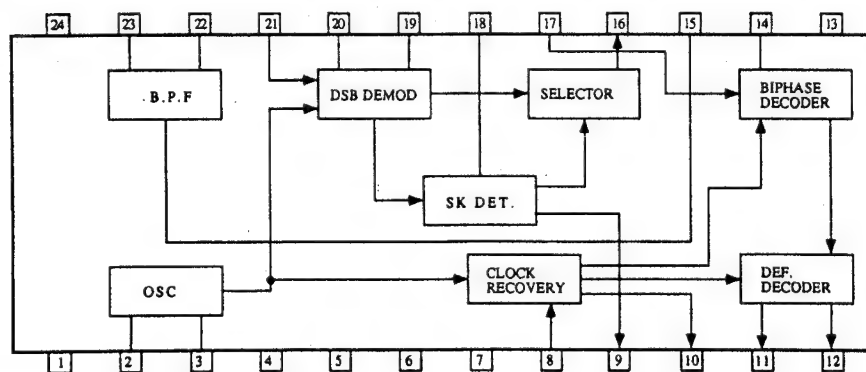 24 23 22 21 20 19 18 17 16 15 14 13
B.P.F
DSB DEMOD
SELECTOR
BIPHASE
DECODER
SK DET.
OSC
CLOCK
RECOVERY
DEF. DECODER
1 2 3 4 5 6 7 8 9 10 11 12